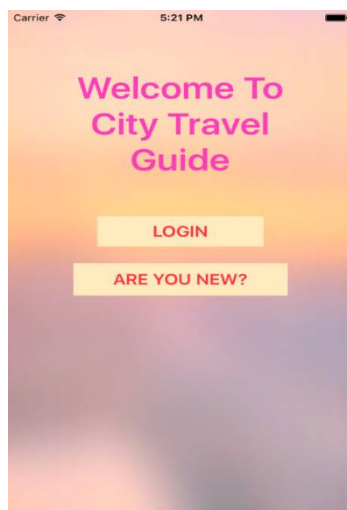 Carrier 5:21 PM
Welcome To
City Travel
Guide
LOGIN
ARE YOU NEW?